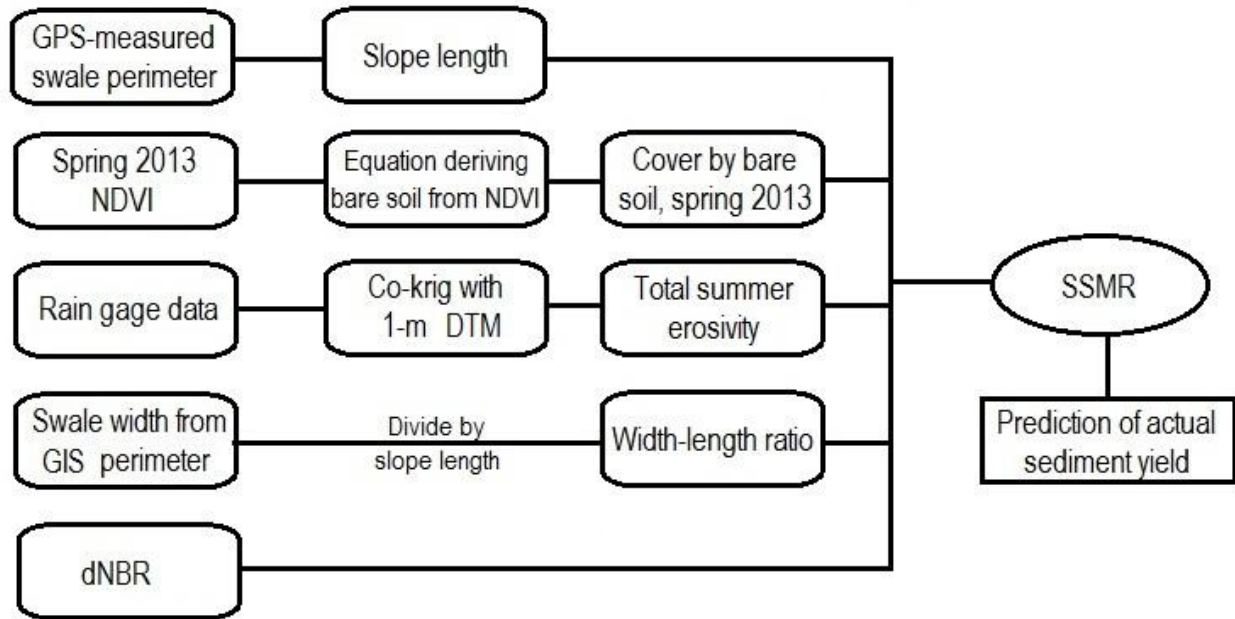 GPS-measured
swale perimeter
Slope length
Spring 2013
NDVI
Equation deriving
bare soil from NDVI
Cover by bare
soil, spring 2013
Rain gage data
Co-krig with
1-m DTM
Total summer
erosivity
SSMR
Swale width from
GIS perimeter
Divide by
slope length
Width-length ratio
Prediction of actual
sediment yield
dNBR